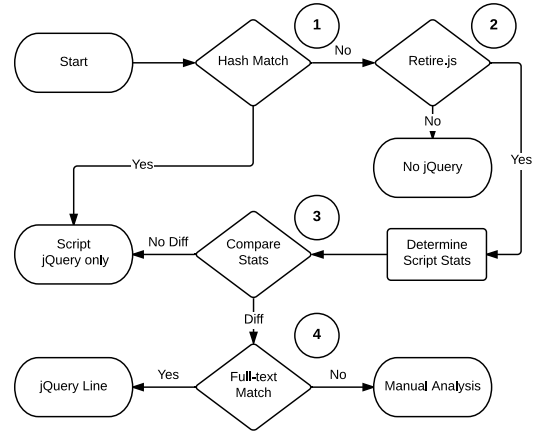 1
2
Start
Hash Match
No
Retire.js
No
No jQuery
Yes
Yes
3
Script
jQuery only
No Diff
Compare
Stats
Determine
Script Stats
Diff
4
jQuery Line
Yes
Full-text
Match
No
Manual Analysis